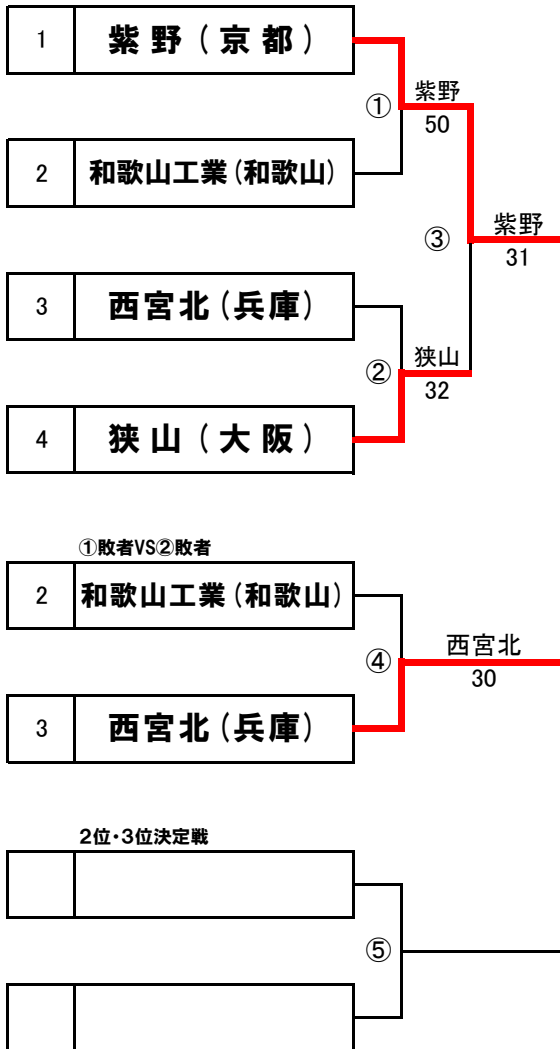 1 紫野(京都)
① 紫野
50
2 和歌山工業(和歌山)
③ 紫野
31
3 西宮北(兵庫)
② 狭山
32
4 狭山(大阪)
①敗者VS②敗者
2 和歌山工業(和歌山)
④ 西宮北
30
3 西宮北(兵庫)
2位・3位決定戦
⑤